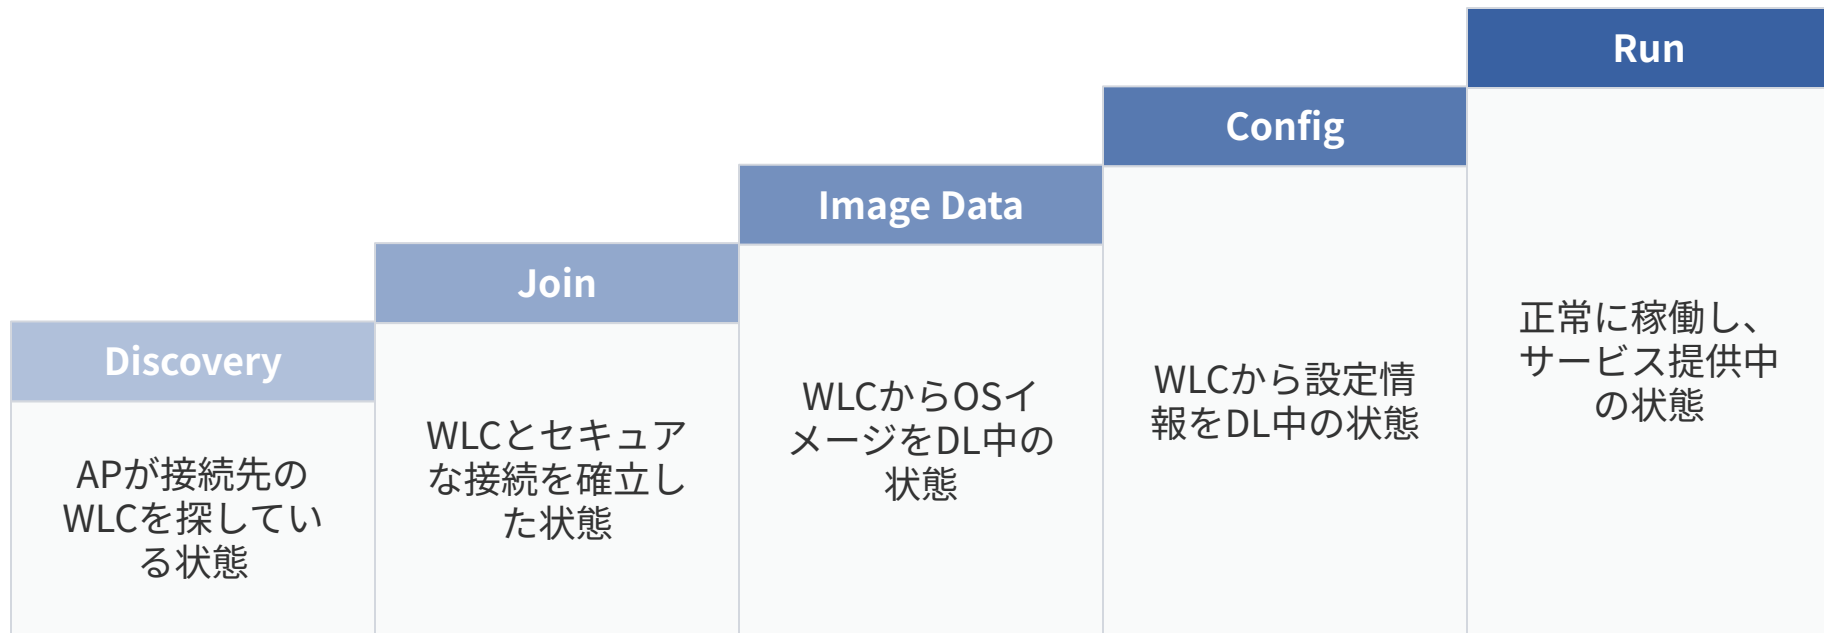 Discovery
APが接続先の
WLCを探してい
る状態
Join
WLCとセキュア
な接続を確立し
た状態
Image Data
WLCからOSイ
メージをDL中の
状態
Config
WLCから設定情
報をDL中の状態
Run
正常に稼働し、
サービス提供中
の状態